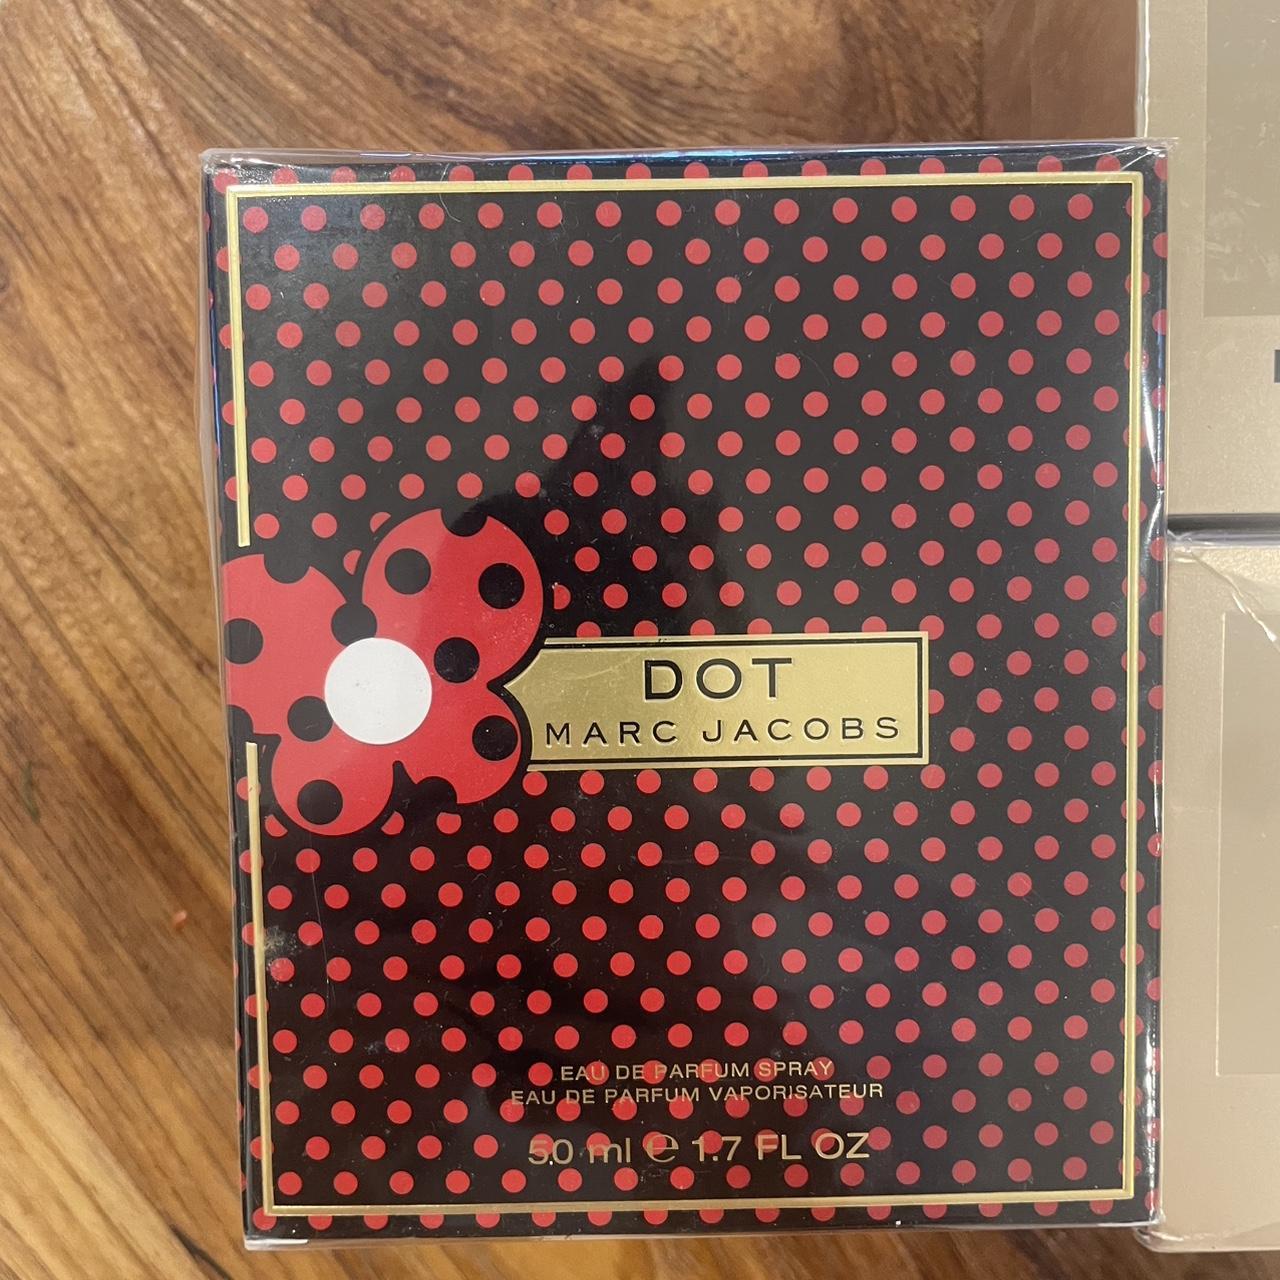 DOT
MARC JACOBS
EAU DE PARFUM SPRAY
EAU DE PARFUM VAPORISATEUR
50 ml ℮ 1.7 FL OZ